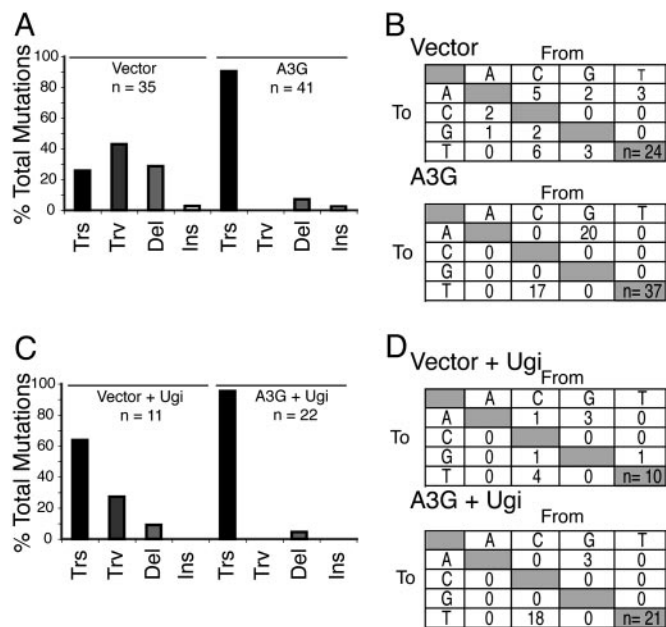 A
% Total Mutations
100
80
60
40
20
0
Vector
n = 35
A3G
n = 41
Trs Trv Del Ins Trs Trv Del Ins
B
Vector
From
A C G T
A 5 2 3
To
C 2 0 0
G 1 2 0
T 0 6 3 n= 24
A3G
From
A C G T
A 0 20 0
To
C 0 0 0
G 0 0 0
T 0 17 0 n= 37
C
% Total Mutations
100
80
60
40
20
0
Vector + Ugi
n = 11
A3G + Ugi
n = 22
Trs Trv Del Ins Trs Trv Del Ins
D
Vector + Ugi
From
A C G T
A 1 3 0
To
C 0 0 0
G 0 1 1
T 0 4 0 n= 10
A3G + Ugi
From
A C G T
A 0 3 0
To
C 0 0 0
G 0 0 0
T 0 18 0 n= 21